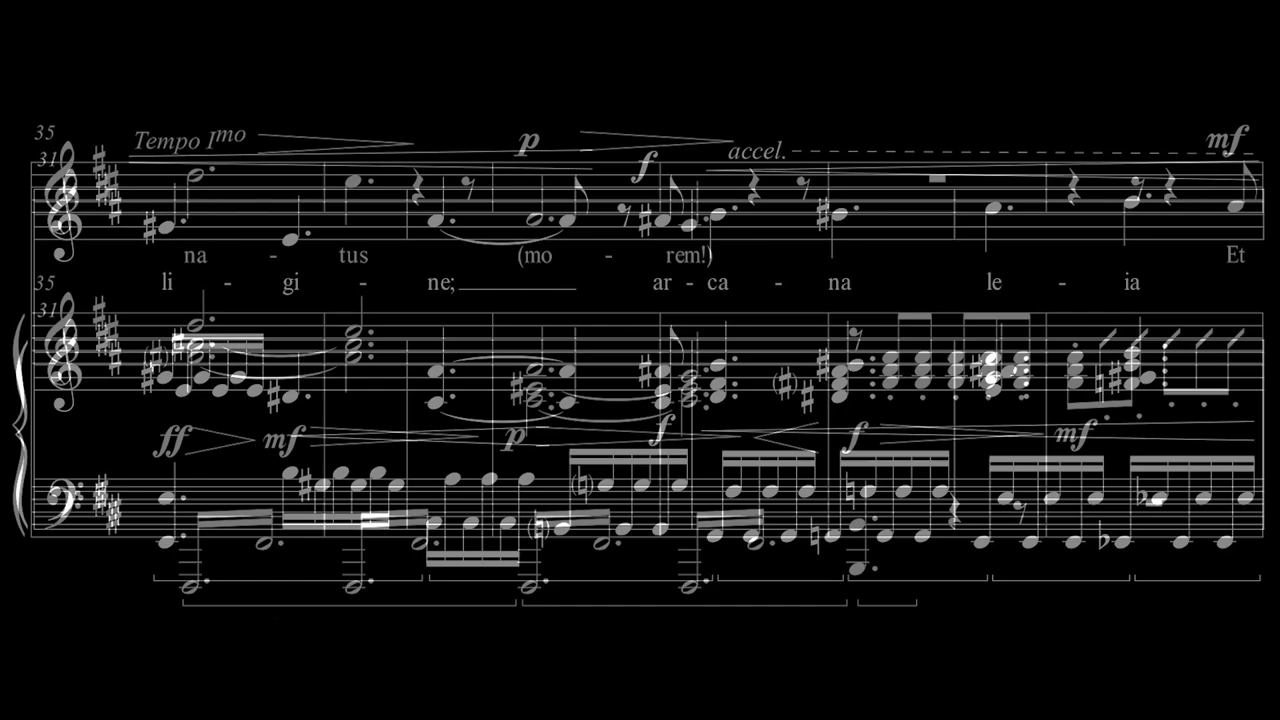 35
31
Tempo Imo
p
f
accel.
mf
na - tus (mo - rem!) Et
li - gi - ne; ar - ca - na le - ia
35
31
ff mf p f f mf